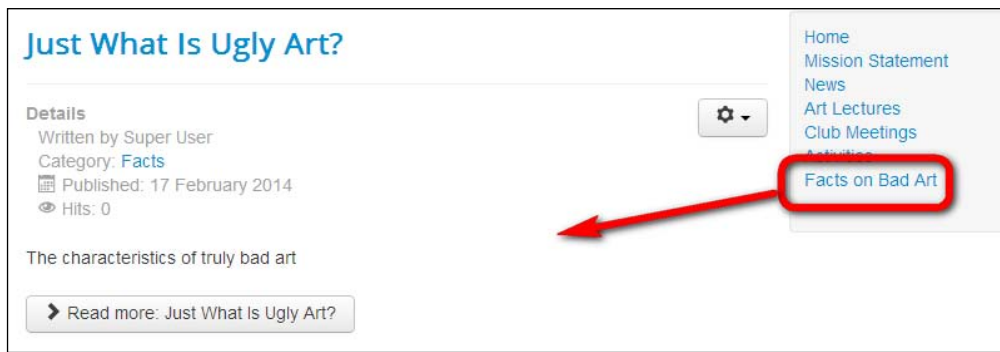 Just What Is Ugly Art?
Details
Written by Super User
Category: Facts
Published: 17 February 2014
Hits: 0
The characteristics of truly bad art
Read more: Just What Is Ugly Art?
Home
Mission Statement
News
Art Lectures
Club Meetings
Activities
Facts on Bad Art